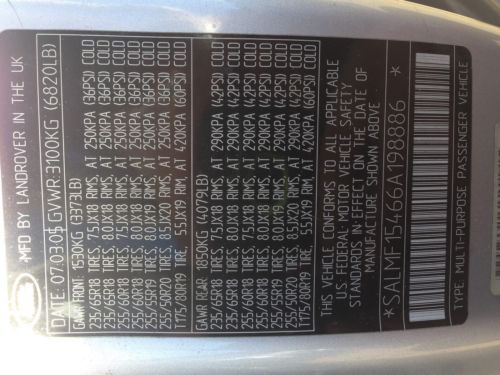 MFD BY LANDROVER IN THE UK
DATE. 07.03.05 GVWR 3100KG (6820LB)
GAWR FRONT 1530KG (3373LB)
235/65R18 TIRES, 7.5JX18 RIMS, AT 250KPA (36PSI) COLD
235/65R18 TIRES, 8.0JX18 RIMS, AT 250KPA (36PSI) COLD
255/60R18 TIRES, 7.5JX18 RIMS, AT 250KPA (36PSI) COLD
255/60R18 TIRES, 8.0JX18 RIMS, AT 250KPA (36PSI) COLD
255/55R19 TIRES, 8.0JX19 RIMS, AT 250KPA (36PSI) COLD
255/50R20 TIRES, 8.5JX20 RIMS, AT 250KPA (36PSI) COLD
T175/80R19 TIRE, 5.5JX19 RIM AT 420KPA (60PSI) COLD
GAWR REAR 1850KG (4079LB)
235/65R18 TIRES, 7.5JX18 RIMS, AT 290KPA (42PSI) COLD
235/65R18 TIRES, 8.0JX18 RIMS, AT 290KPA (42PSI) COLD
255/60R18 TIRES, 7.5JX18 RIMS, AT 290KPA (42PSI) COLD
255/60R18 TIRES, 8.0JX18 RIMS, AT 290KPA (42PSI) COLD
255/55R19 TIRES, 8.0JX19 RIMS, AT 290KPA (42PSI) COLD
255/50R20 TIRES, 8.5JX20 RIMS, AT 290KPA (42PSI) COLD
T175/80R19 TIRE, 5.5JX19 RIM AT 420KPA (60PSI) COLD
THIS VEHICLE CONFORMS TO ALL APPLICABLE
U.S. FEDERAL MOTOR VEHICLE SAFETY
STANDARDS IN EFFECT ON THE DATE OF
MANUFACTURE SHOWN ABOVE
*SALMF15466A198886 *
TYPE, MULTI-PURPOSE PASSENGER VEHICLE